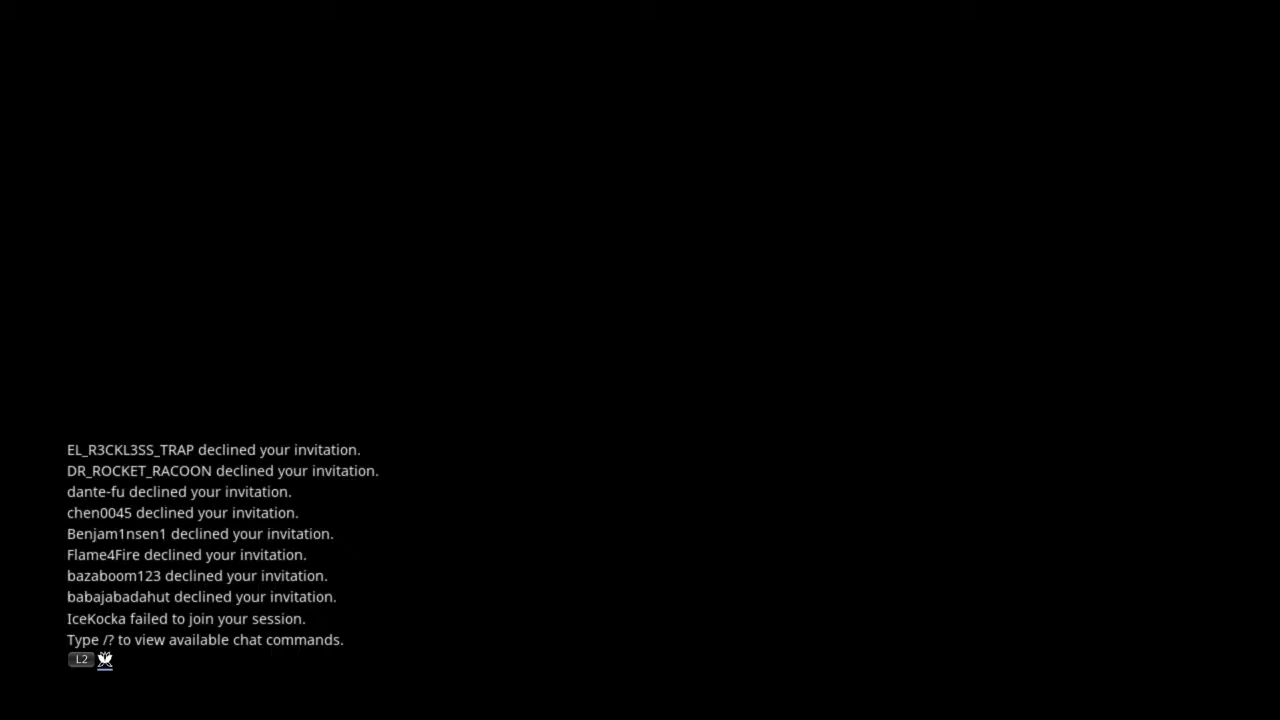 EL_R3CKL3SS_TRAP declined your invitation.
DR_ROCKET_RACOON declined your invitation.
dante-fu declined your invitation.
chen0045 declined your invitation.
Benjam1nsen1 declined your invitation.
Flame4Fire declined your invitation.
bazaboom123 declined your invitation.
babajabadahut declined your invitation.
IceKocka failed to join your session.
Type /? to view available chat commands.
L2